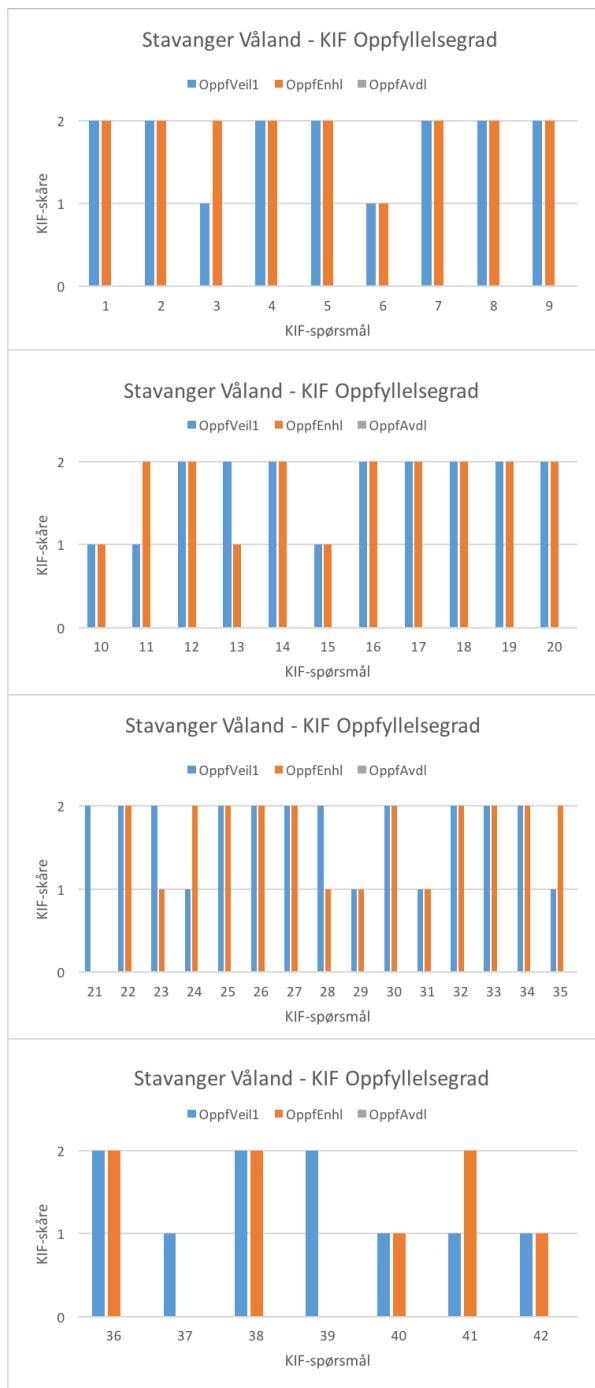 Stavanger Våland - KIF Oppfyllelsegrad
OppfVeil1 OppfEnhl OppfAvdl
2
1
0
KIF-skåre
1 2 3 4 5 6 7 8 9
KIF-spørsmål
Stavanger Våland - KIF Oppfyllelsegrad
OppfVeil1 OppfEnhl OppfAvdl
2
1
0
KIF-skåre
10 11 12 13 14 15 16 17 18 19 20
KIF-spørsmål
Stavanger Våland - KIF Oppfyllelsegrad
OppfVeil1 OppfEnhl OppfAvdl
2
1
0
KIF-skåre
21 22 23 24 25 26 27 28 29 30 31 32 33 34 35
KIF-spørsmål
Stavanger Våland - KIF Oppfyllelsegrad
OppfVeil1 OppfEnhl OppfAvdl
2
1
0
KIF-skåre
36 37 38 39 40 41 42
KIF-spørsmål